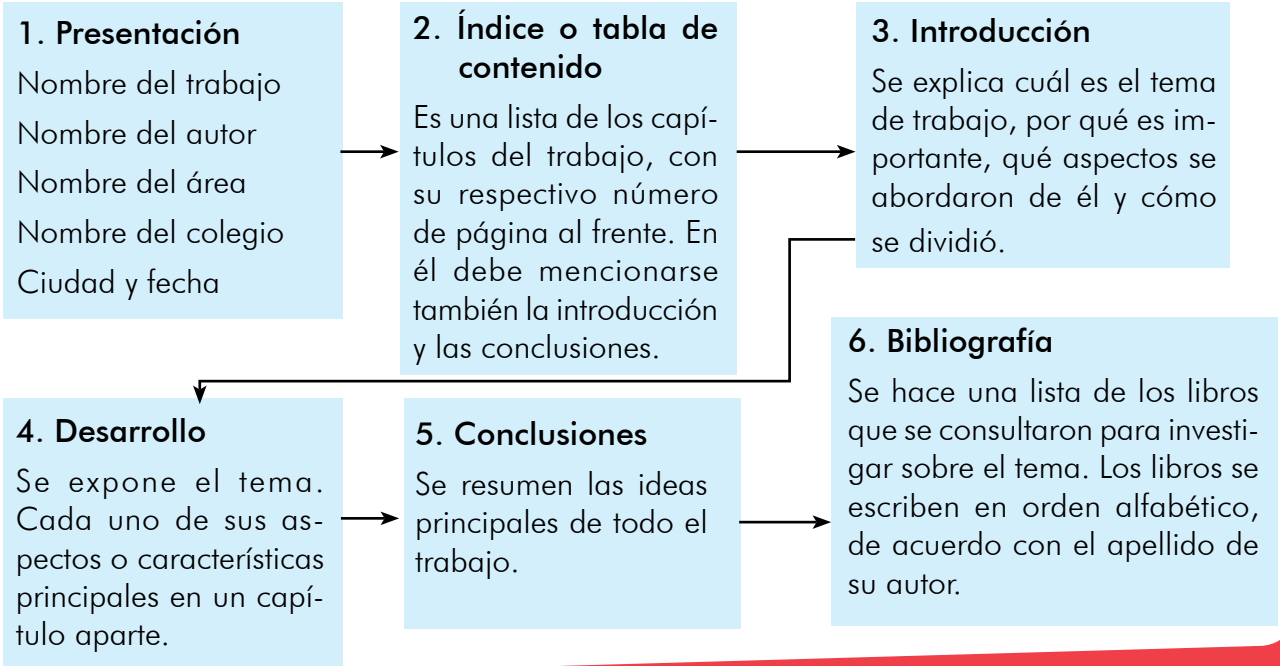 1. Presentación
Nombre del trabajo
Nombre del autor
Nombre del área
Nombre del colegio
Ciudad y fecha
2. Índice o tabla de
contenido
Es una lista de los capí-
tulos del trabajo, con
su respectivo número
de página al frente. En
él debe mencionarse
también la introducción
y las conclusiones.
3. Introducción
Se explica cuál es el tema
de trabajo, por qué es im-
portante, qué aspectos se
abordaron de él y cómo
se dividió.
4. Desarrollo
Se expone el tema.
Cada uno de sus as-
pectos o características
principales en un capí-
tulo aparte.
5. Conclusiones
Se resumen las ideas
principales de todo el
trabajo.
6. Bibliografía
Se hace una lista de los libros
que se consultaron para investi-
gar sobre el tema. Los libros se
escriben en orden alfabético,
de acuerdo con el apellido de
su autor.